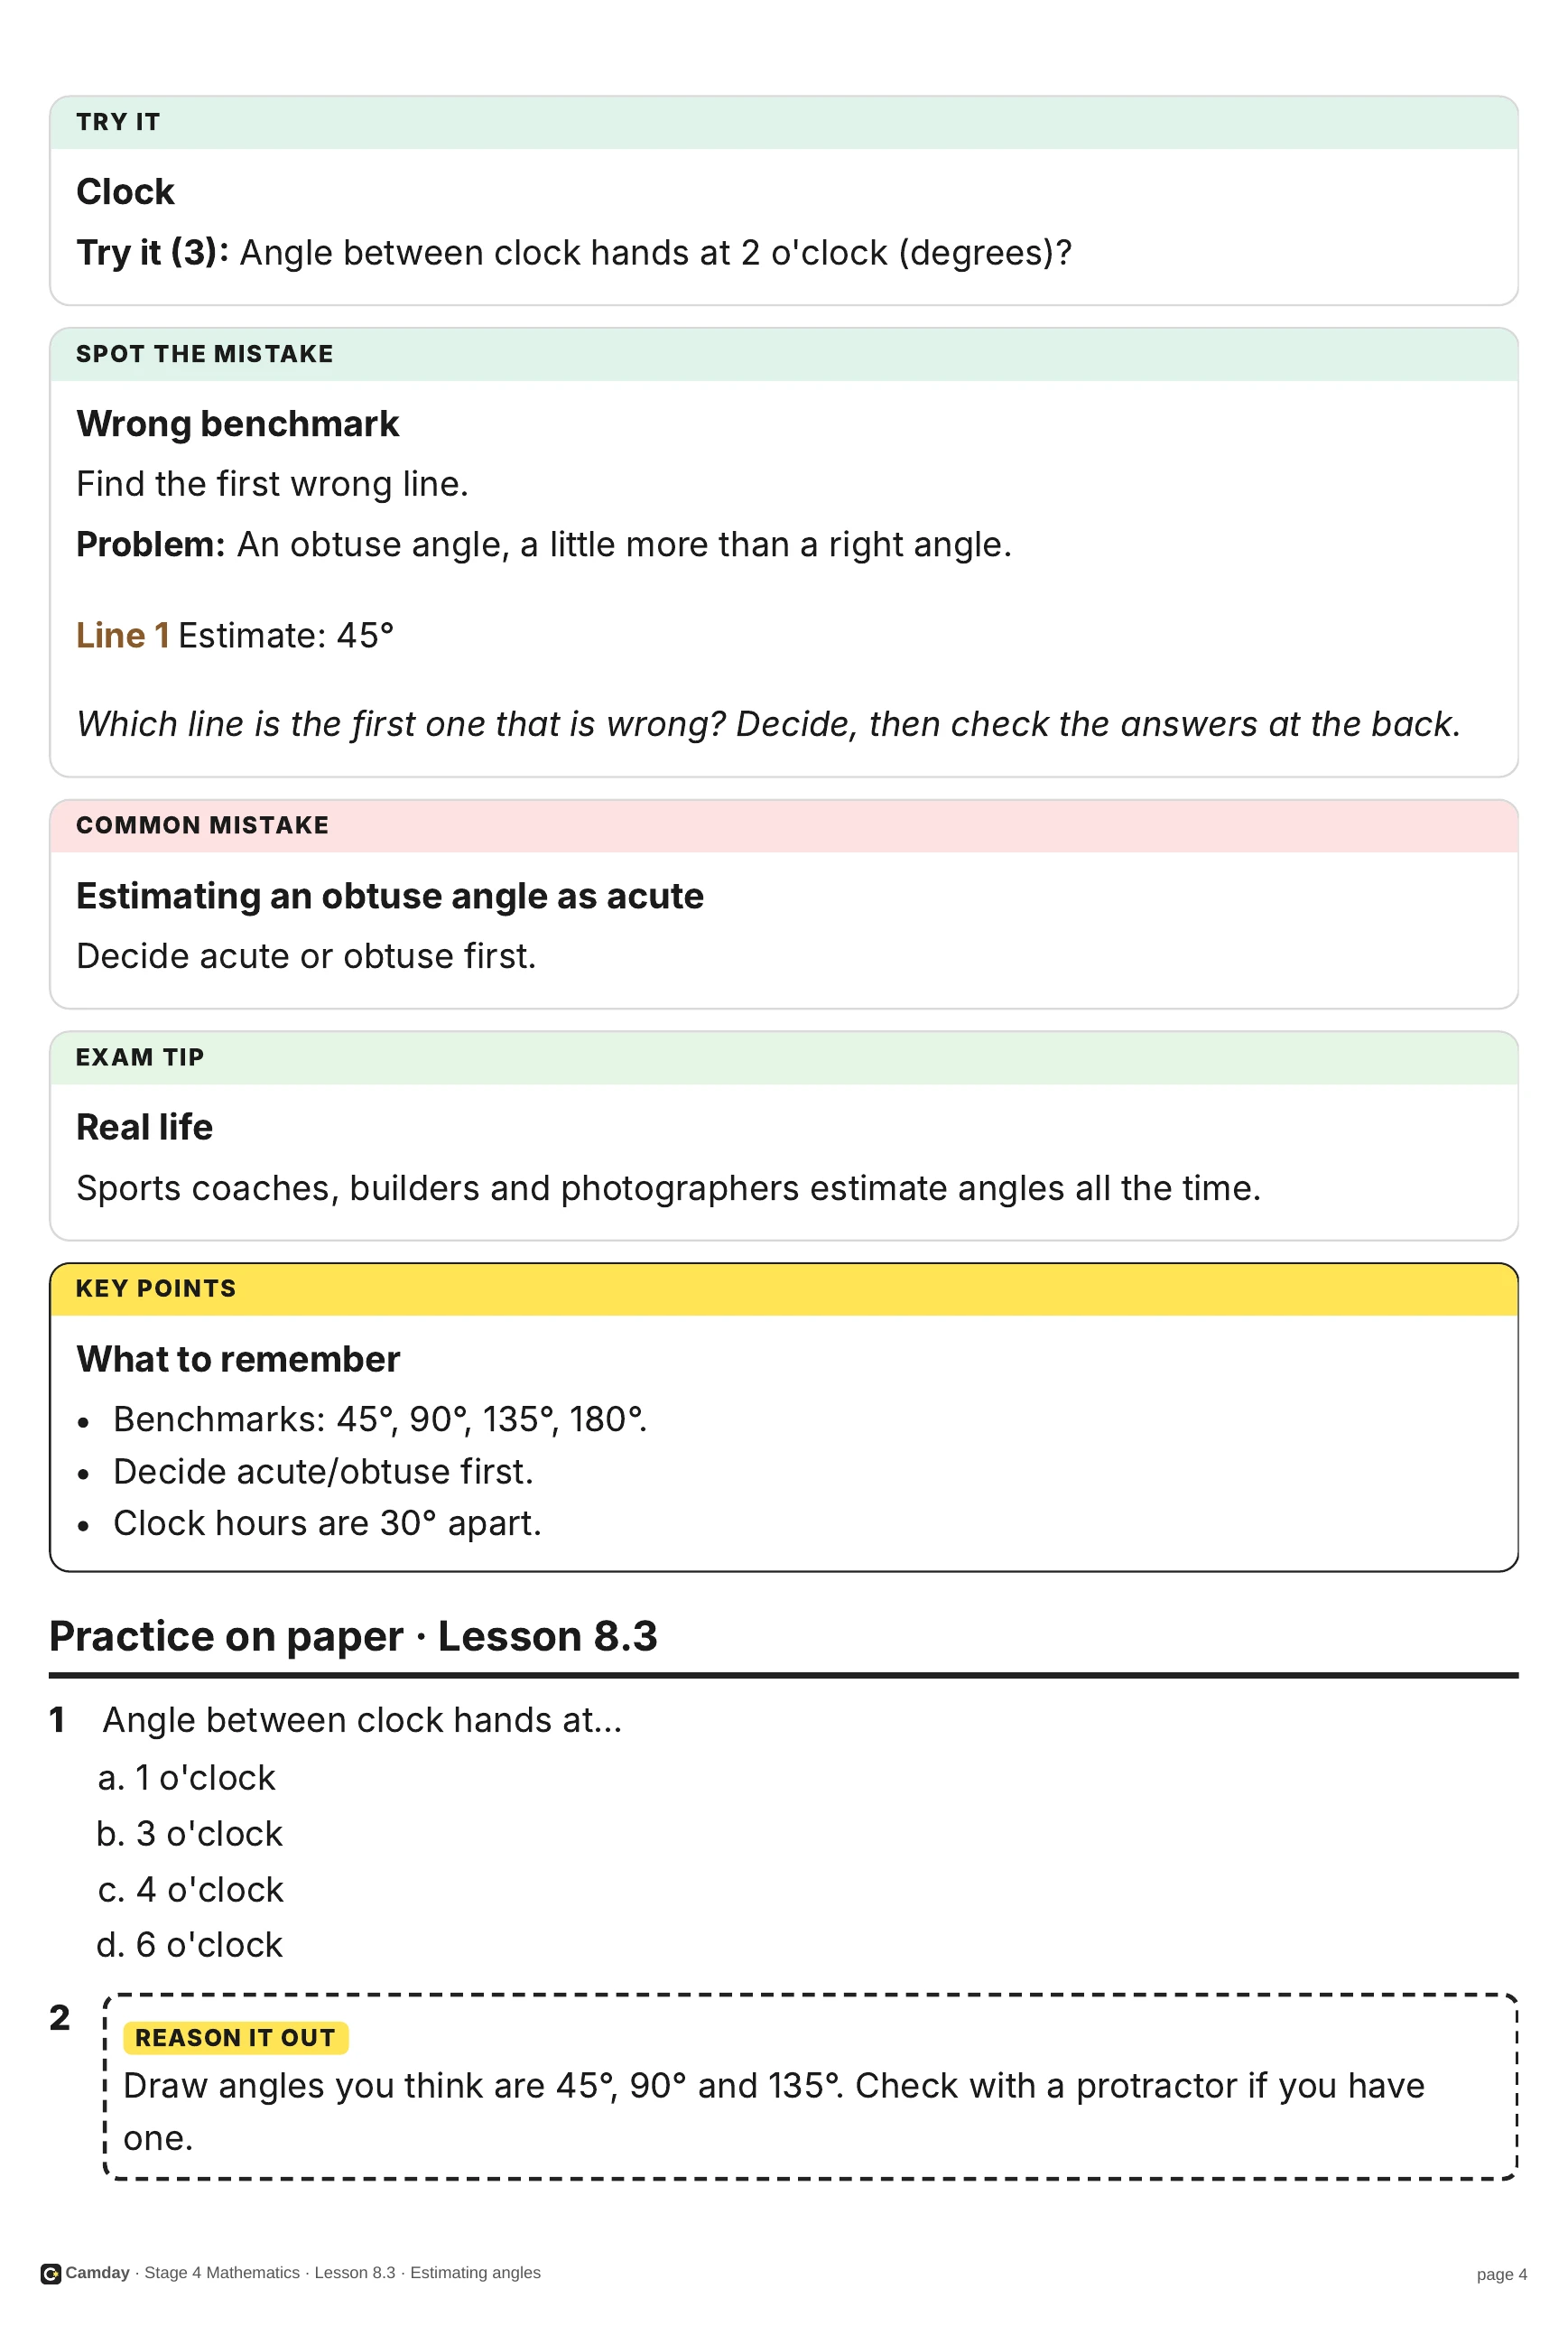 TRY IT
Clock
Try it (3): Angle between clock hands at 2 o'clock (degrees)?
SPOT THE MISTAKE
Wrong benchmark
Find the first wrong line.
Problem: An obtuse angle, a little more than a right angle.
Line 1 Estimate: 45°
Which line is the first one that is wrong? Decide, then check the answers at the back.
COMMON MISTAKE
Estimating an obtuse angle as acute
Decide acute or obtuse first.
EXAM TIP
Real life
Sports coaches, builders and photographers estimate angles all the time.
KEY POINTS
What to remember
• Benchmarks: 45°, 90°, 135°, 180°.
• Decide acute/obtuse first.
• Clock hours are 30° apart.
Practice on paper · Lesson 8.3
1 Angle between clock hands at...
a. 1 o'clock
b. 3 o'clock
c. 4 o'clock
d. 6 o'clock
2
REASON IT OUT
Draw angles you think are 45°, 90° and 135°. Check with a protractor if you have
one.
Camday · Stage 4 Mathematics · Lesson 8.3 · Estimating angles
page 4